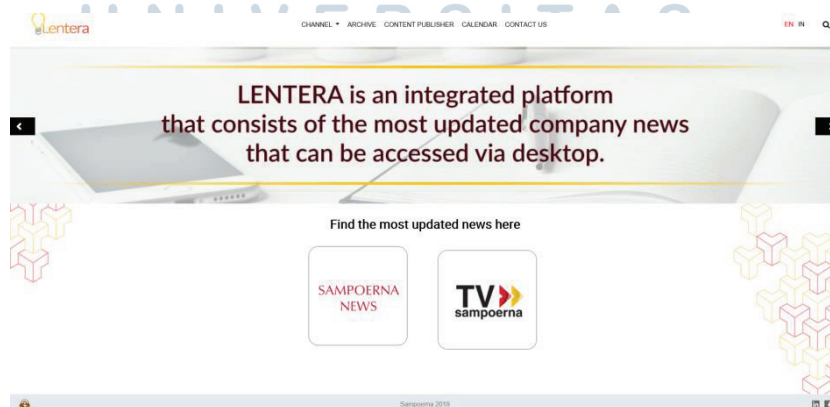 UNIVERSITAS
Lentera
CHANNEL ARCHIVE CONTENT PUBLISHER CALENDAR CONTACT US
EN IN
LENTERA is an integrated platform
that consists of the most updated company news
that can be accessed via desktop.
Find the most updated news here
SAMPOERNA
NEWS
TV
sampoerna
Sampoerna 2019